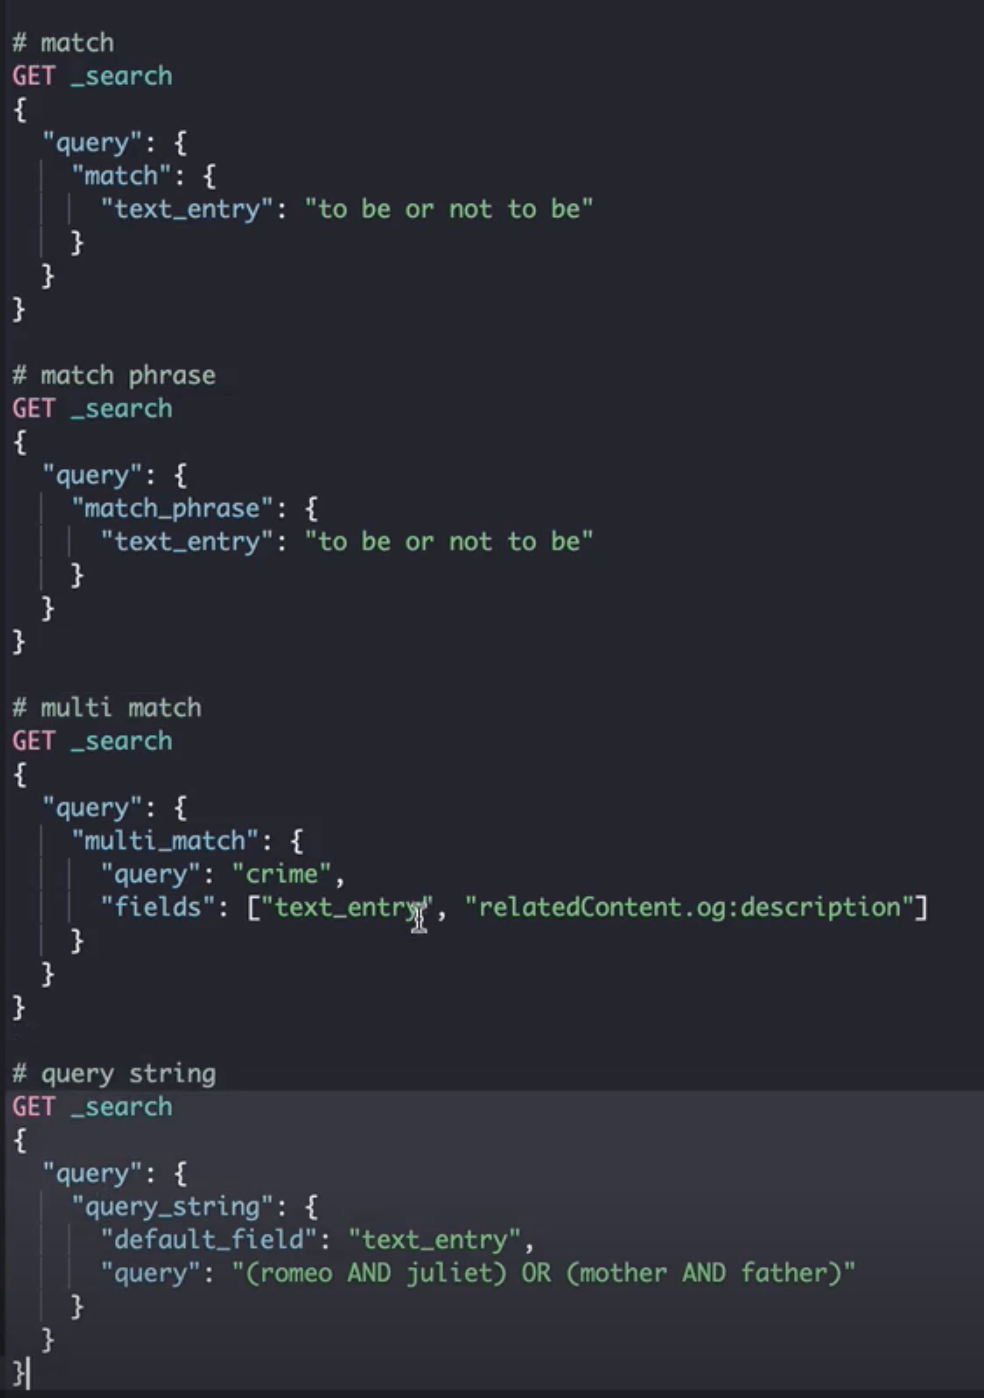 # match
GET _search
{
  "query": {
    "match": {
      "text_entry": "to be or not to be"
    }
  }
}

# match phrase
GET _search
{
  "query": {
    "match_phrase": {
      "text_entry": "to be or not to be"
    }
  }
}

# multi match
GET _search
{
  "query": {
    "multi_match": {
      "query": "crime",
      "fields": ["text_entry", "relatedContent.og:description"]
    }
  }
}

# query string
GET _search
{
  "query": {
    "query_string": {
      "default_field": "text_entry",
      "query": "(romeo AND juliet) OR (mother AND father)"
    }
  }
}